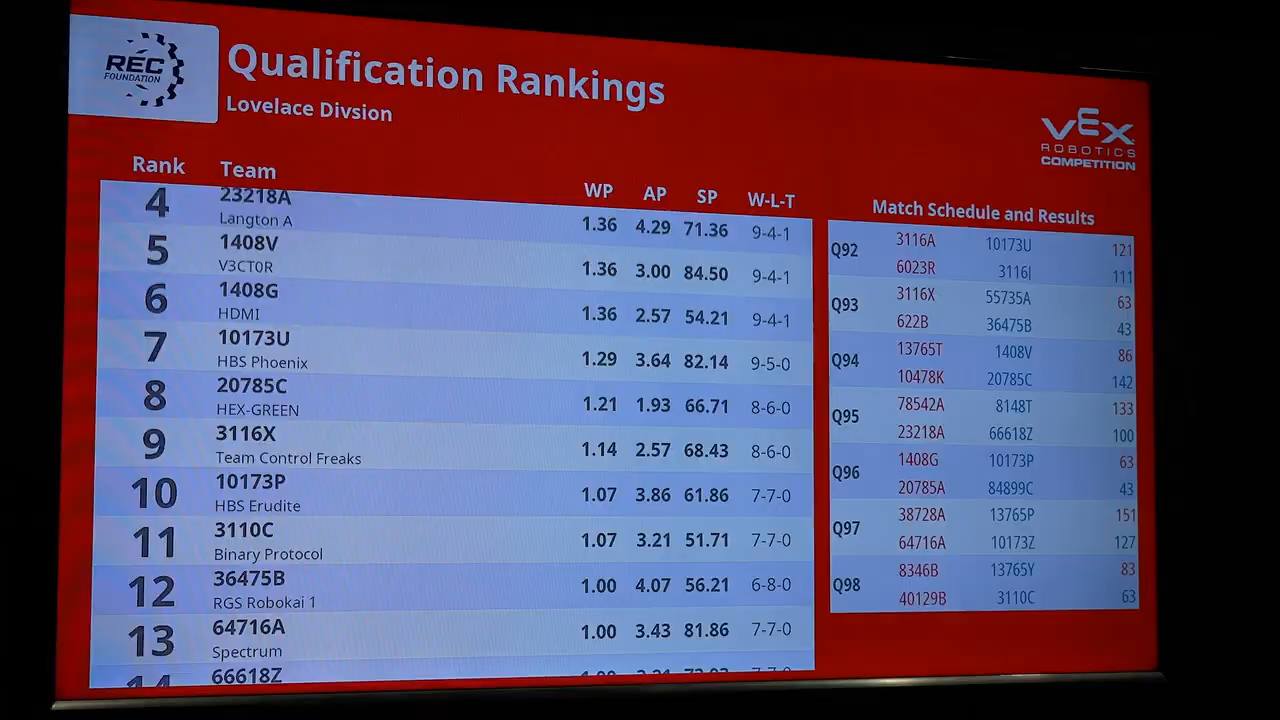 REC
FOUNDATION
Qualification Rankings
Lovelace Divsion
VEX
ROBOTICS
COMPETITION
Rank Team WP AP SP W-L-T
4 23218A 1.36 4.29 71.36 9-4-1
Langton A
5 1408V 1.36 3.00 84.50 9-4-1
V3CT0R
6 1408G 1.36 2.57 54.21 9-4-1
HDMI
7 10173U 1.29 3.64 82.14 9-5-0
HBS Phoenix
8 20785C 1.21 1.93 66.71 8-6-0
HEX-GREEN
9 3116X 1.14 2.57 68.43 8-6-0
Team Control Freaks
10 10173P 1.07 3.86 61.86 7-7-0
HBS Erudite
11 3110C 1.07 3.21 51.71 7-7-0
Binary Protocol
12 36475B 1.00 4.07 56.21 6-8-0
RGS Robokai 1
13 64716A 1.00 3.43 81.86 7-7-0
Spectrum
14 66618Z 7-7-0
Match Schedule and Results
Q92 3116A 10173U 121
6023R 3116J 111
Q93 3116X 55735A 63
622B 36475B 43
Q94 13765T 1408V 86
10478K 20785C 142
Q95 78542A 8148T 133
23218A 66618Z 100
Q96 1408G 10173P 63
20785A 84899C 43
Q97 38728A 13765P 151
64716A 10173Z 127
Q98 8346B 13765Y 83
40129B 3110C 63